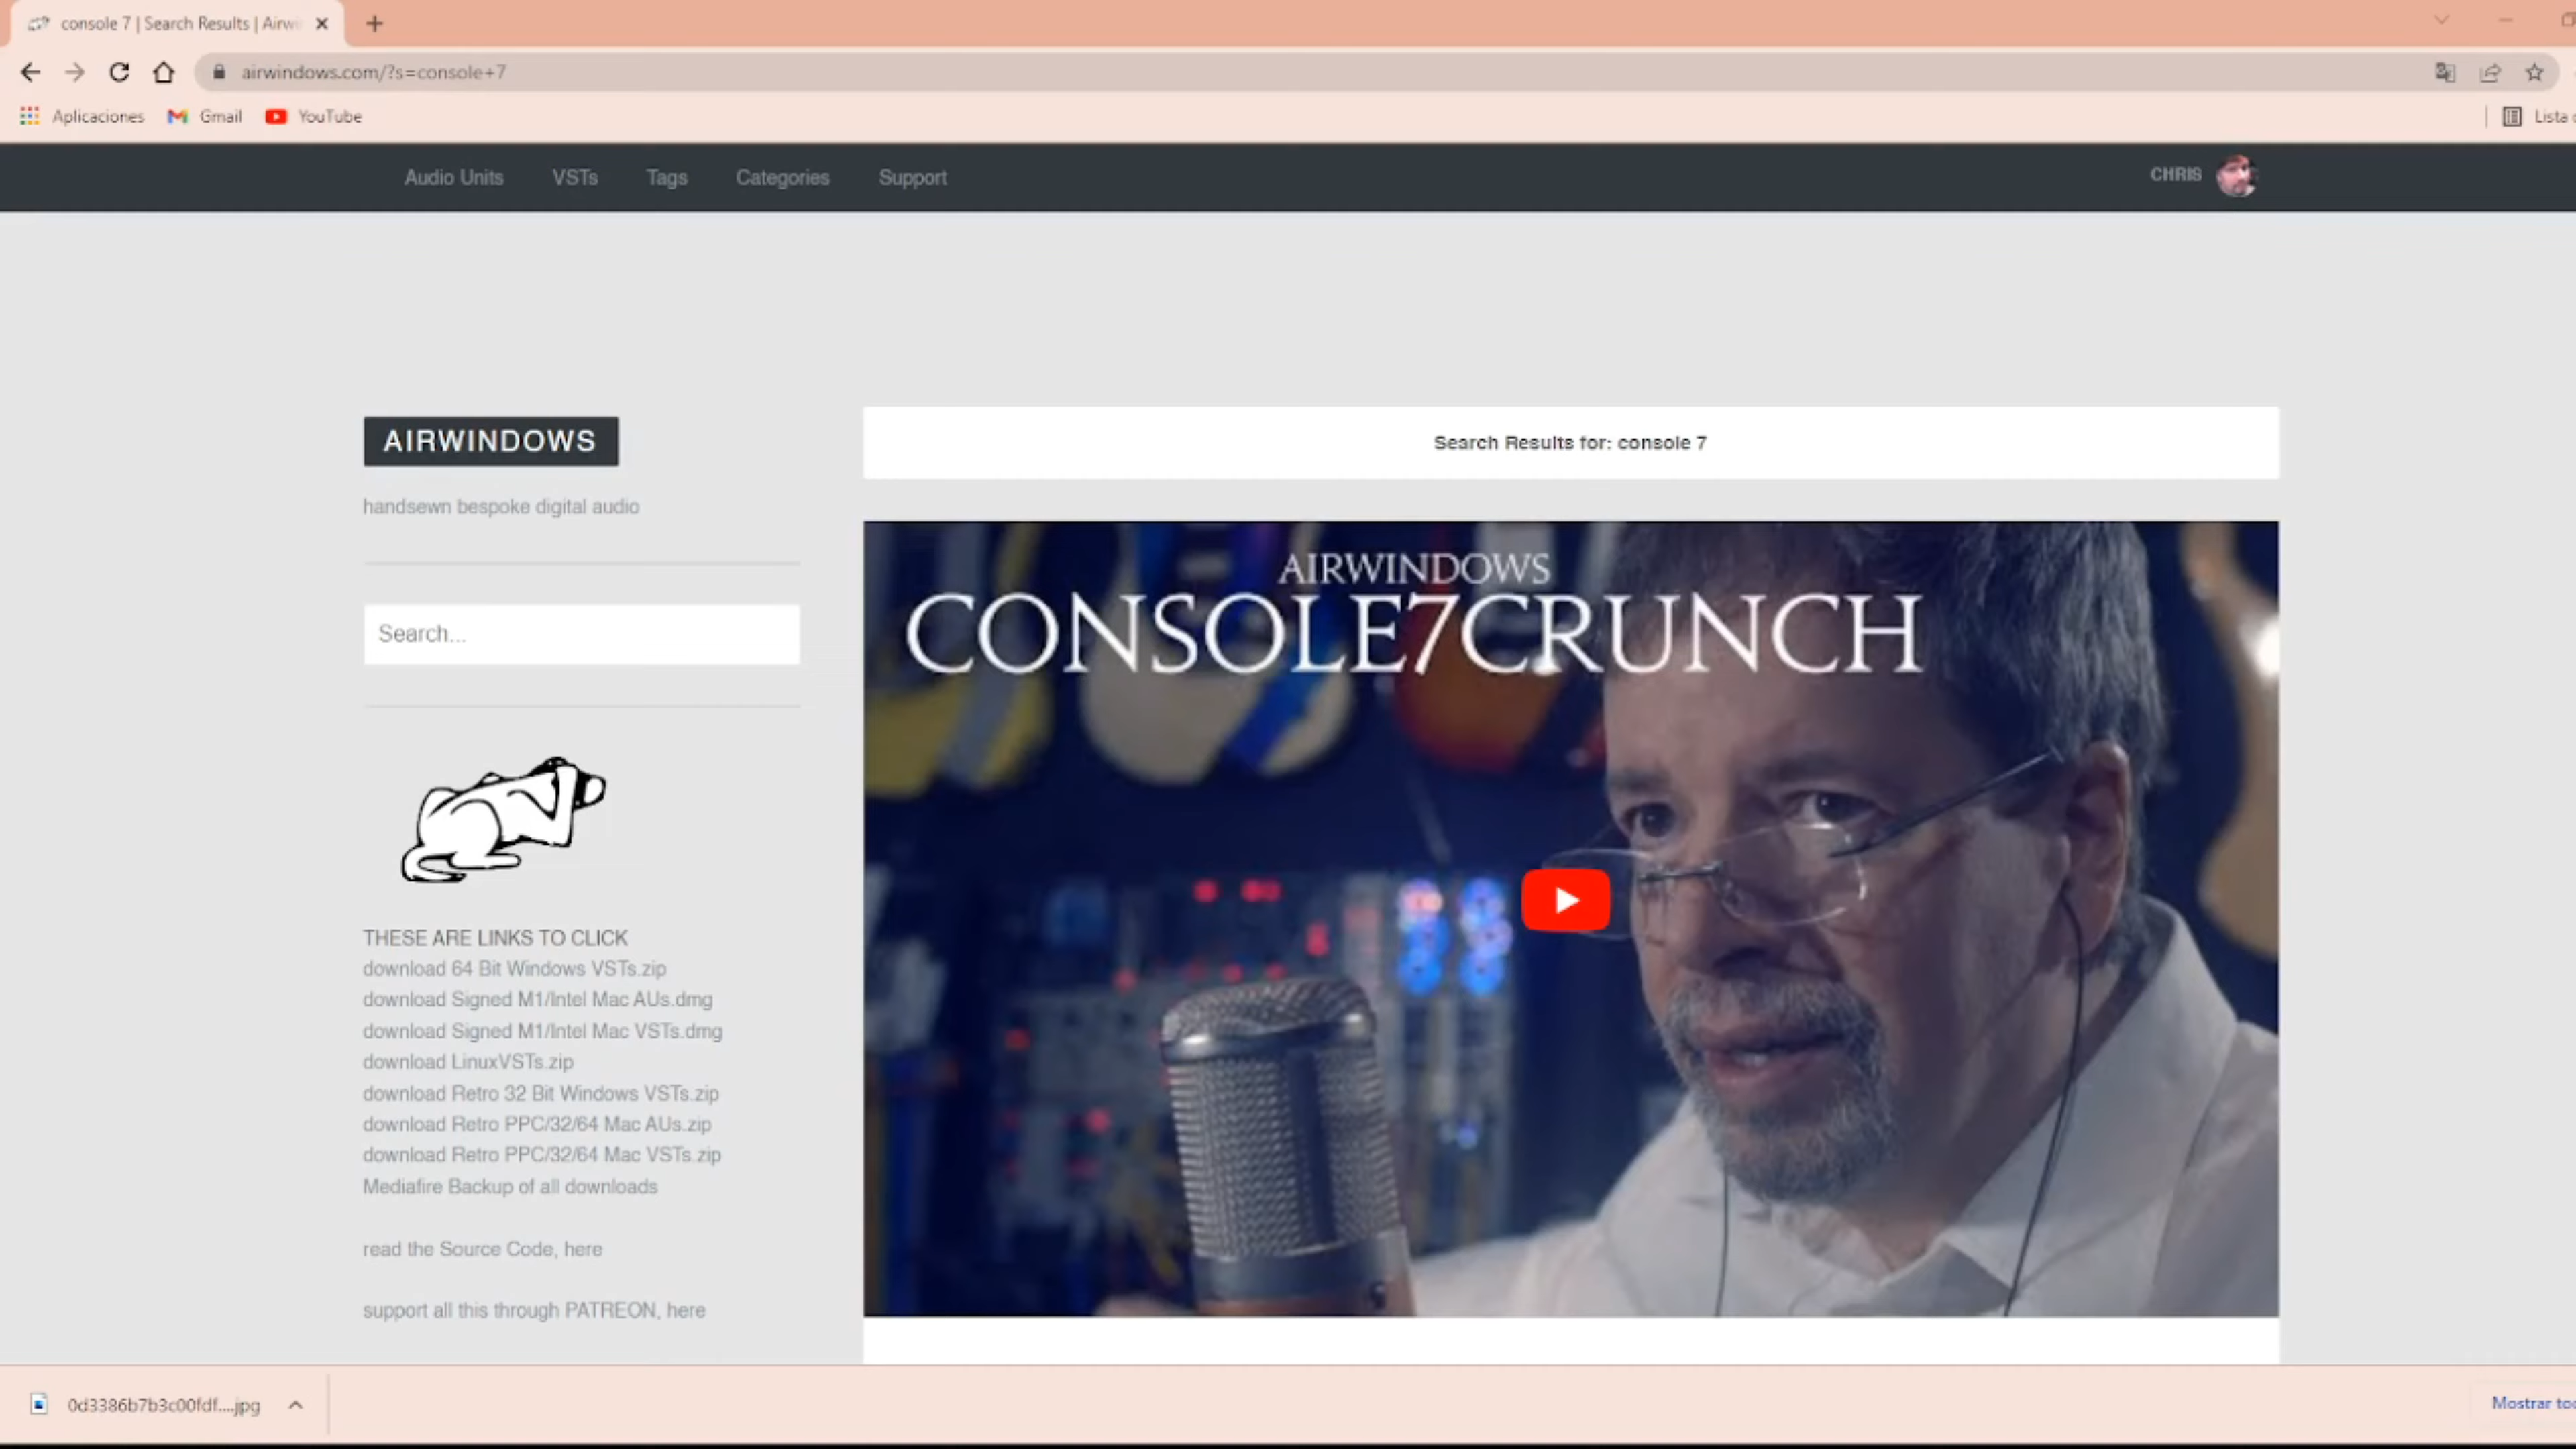 console 7 | Search Results | Airwi
airwindows.com/?s=console+7
Aplicaciones
Gmail
YouTube
Lista
Audio Units
VSTs
Tags
Categories
Support
CHRIS
AIRWINDOWS
handsewn bespoke digital audio
Search...
THESE ARE LINKS TO CLICK
download 64 Bit Windows VSTs.zip
download Signed M1/Intel Mac AUs.dmg
download Signed M1/Intel Mac VSTs.dmg
download LinuxVSTs.zip
download Retro 32 Bit Windows VSTs.zip
download Retro PPC/32/64 Mac AUs.zip
download Retro PPC/32/64 Mac VSTs.zip
Mediafire Backup of all downloads
read the Source Code, here
support all this through PATREON, here
Search Results for: console 7
AIRWINDOWS
CONSOLE7CRUNCH
0d3386b7b3c00fdf....jpg
Mostrar